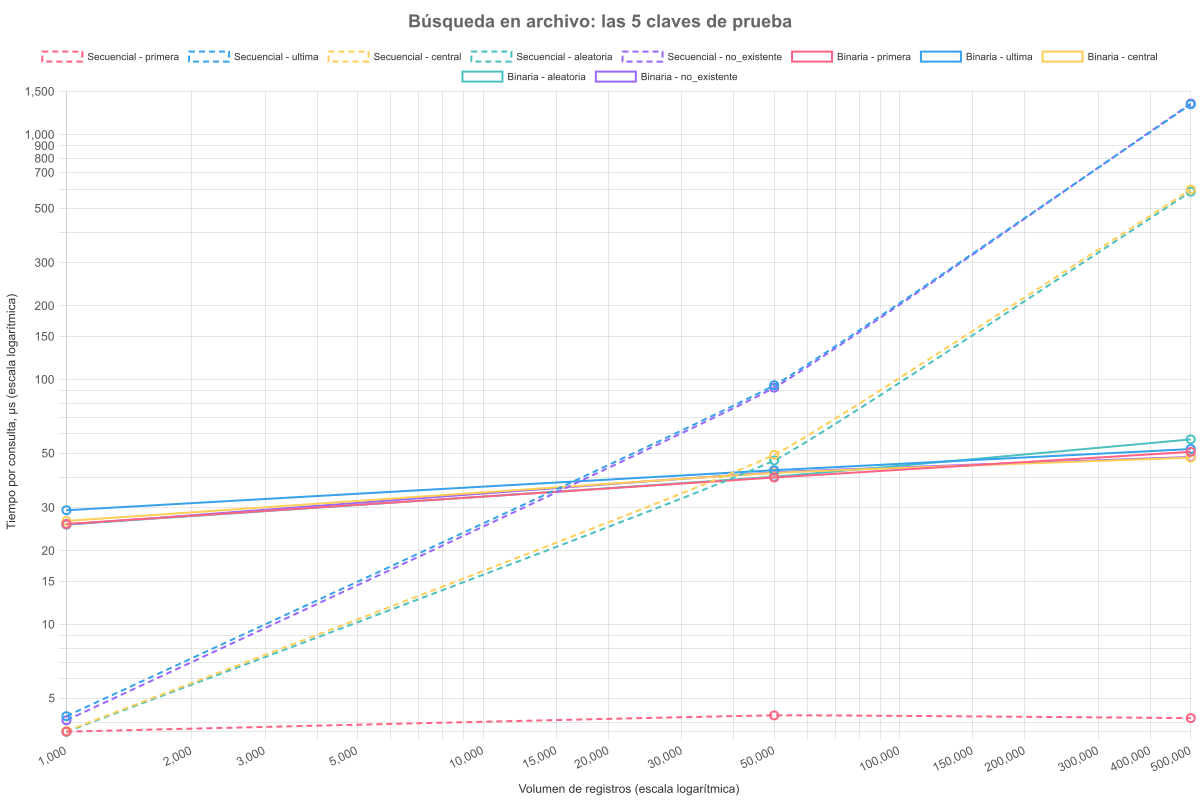 Búsqueda en archivo: las 5 claves de prueba
Secuencial - primera Secuencial - ultima Secuencial - central Secuencial - aleatoria Secuencial - no_existente Binaria - primera Binaria - ultima Binaria - central
Binaria - aleatoria Binaria - no_existente
1,500
1,000
900
800
700
500
300
200
150
100
50
30
20
15
10
5
Tiempo por consulta, µs (escala logarítmica)
1,000 2,000 3,000 5,000 10,000 15,000 20,000 30,000 50,000 100,000 150,000 200,000 300,000 400,000 500,000
Volumen de registros (escala logarítmica)